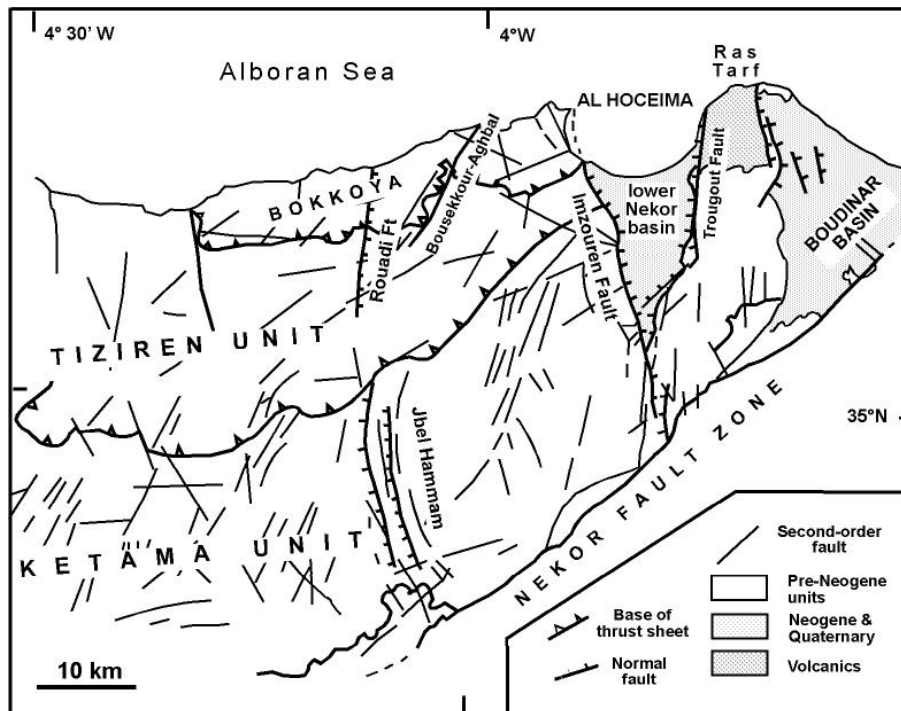 4° 30' W
4°W
Ras
Tarf
Alboran Sea
AL HOCEIMA
BOKKOYA
Bousekkour-Aghbal
Rouadi Ft
lower
Nekor
basin
Trougout Fault
Imzouren Fault
BOUDINAR
BASIN
TIZIREN UNIT
35°N
Jbel Hammam
KETAMA UNIT
NEKOR FAULT ZONE
Second-order
fault
Pre-Neogene
units
Base of
thrust sheet
Neogene &
Quaternary
Normal
fault
Volcanics
10 km